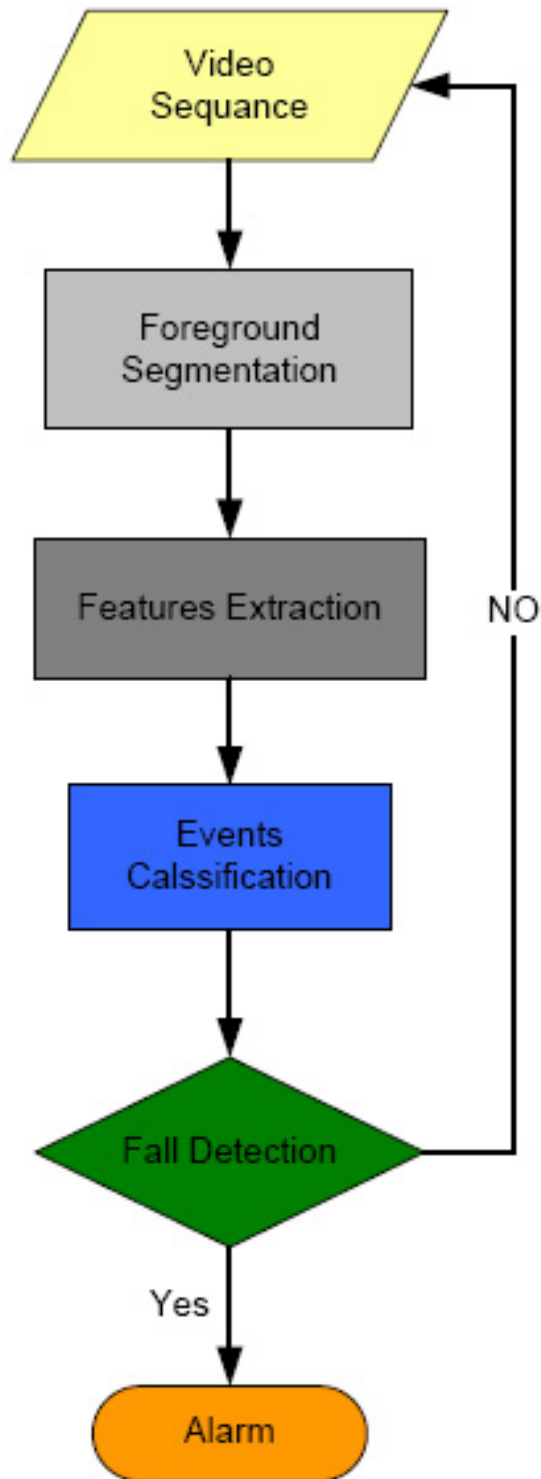 Video
Sequance
Foreground
Segmentation
Features Extraction
NO
Events
Calssification
Fall Detection
Yes
Alarm